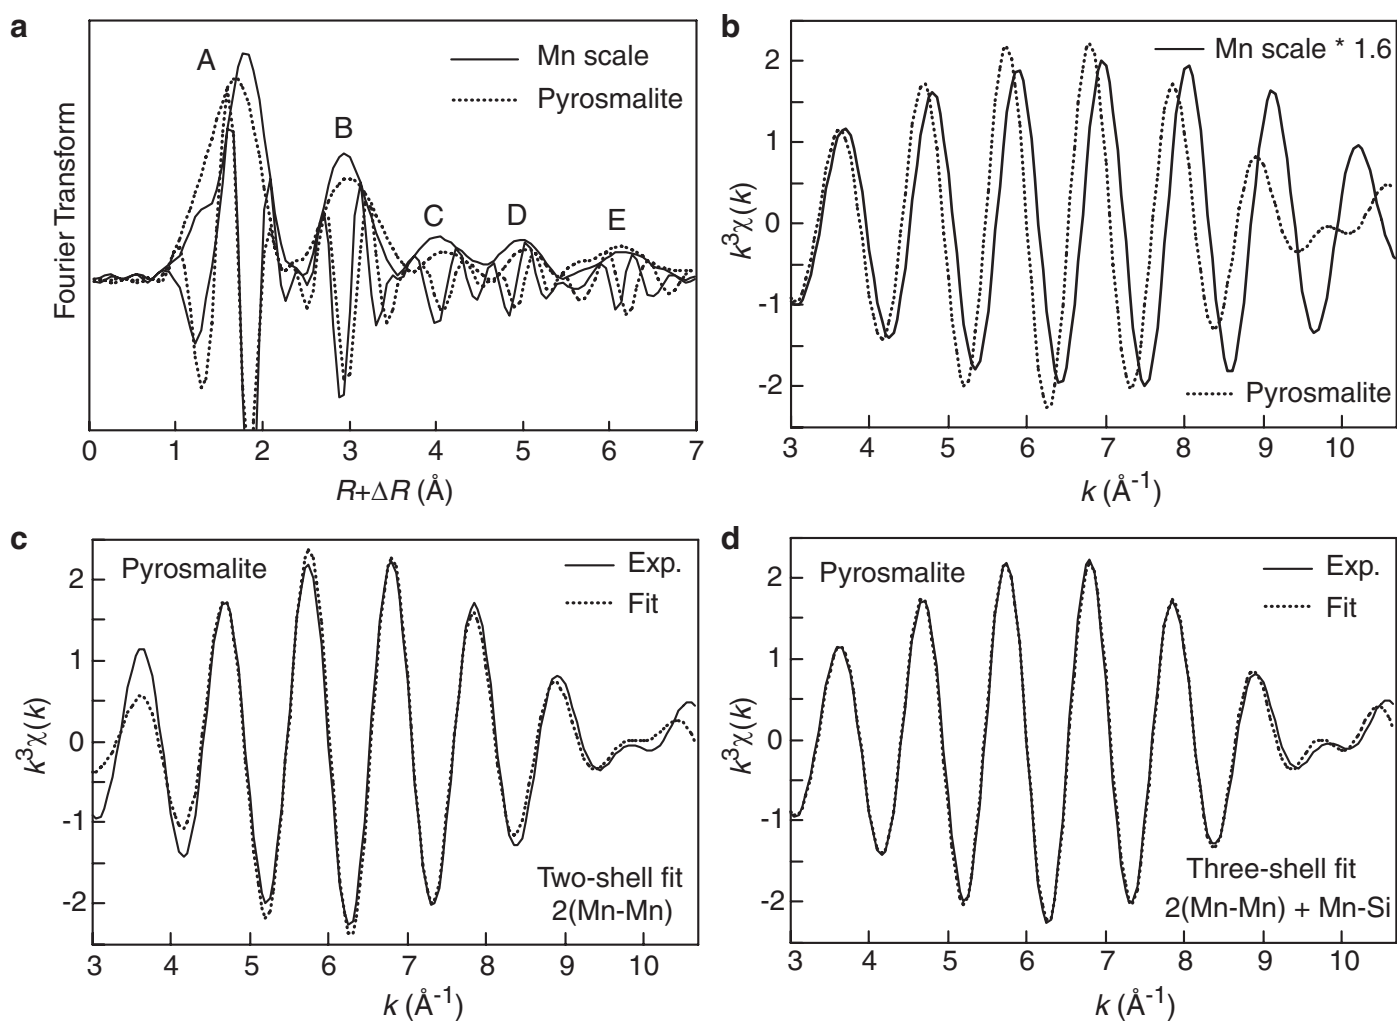 a
A
B
C
D
E
Mn scale
Pyrosmalite
Fourier Transform
0 1 2 3 4 5 6 7
R+ΔR (Å)
b
Mn scale * 1.6
Pyrosmalite
2
1
0
-1
-2
k³χ(k)
3 4 5 6 7 8 9 10
k (Å⁻¹)
c
Pyrosmalite
Exp.
Fit
Two-shell fit
2(Mn-Mn)
2
1
0
-1
-2
k³χ(k)
3 4 5 6 7 8 9 10
k (Å⁻¹)
d
Pyrosmalite
Exp.
Fit
Three-shell fit
2(Mn-Mn) + Mn-Si
2
1
0
-1
-2
k³χ(k)
3 4 5 6 7 8 9 10
k (Å⁻¹)